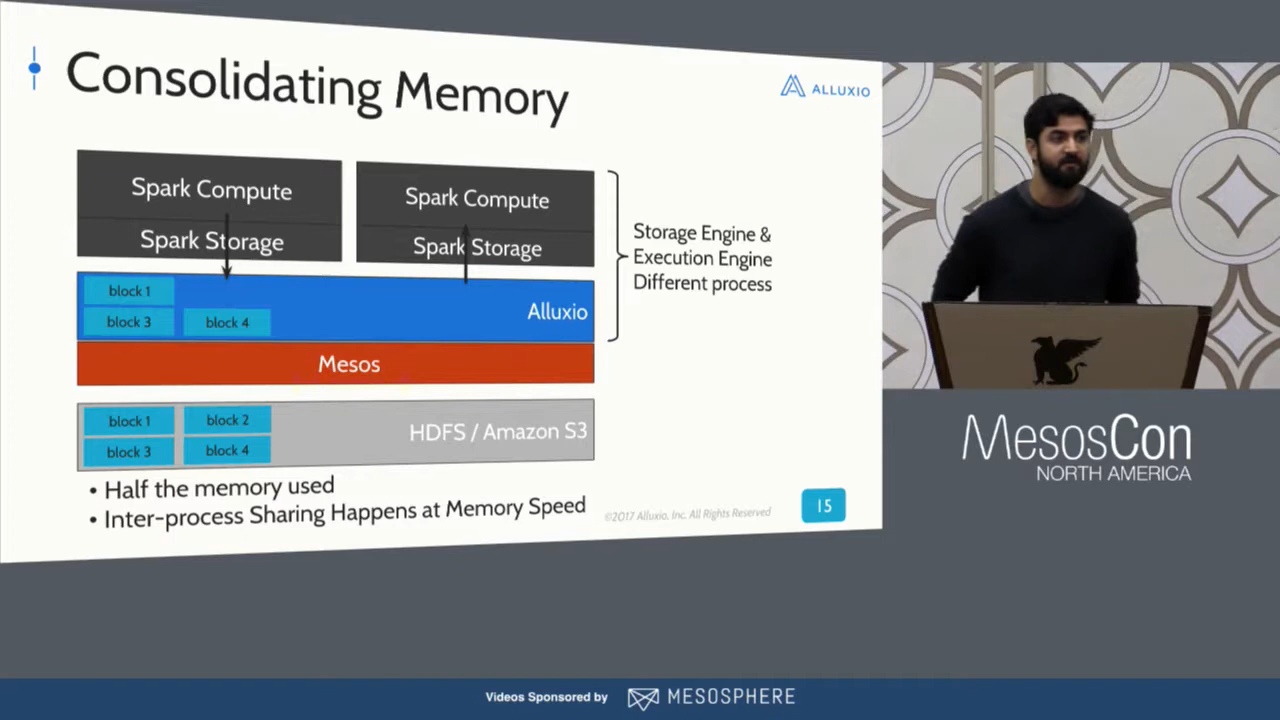 Consolidating Memory
ALLUXIO
Spark Compute
Spark Storage
Spark Compute
Spark Storage
Storage Engine &
Execution Engine
Different process
block 1
block 3
block 4
Alluxio
Mesos
block 1
block 2
block 3
block 4
HDFS / Amazon S3
• Half the memory used
• Inter-process Sharing Happens at Memory Speed
©2017 Alluxio, Inc. All Rights Reserved
15
MesosCon
NORTH AMERICA
Videos Sponsored by
MESOSPHERE